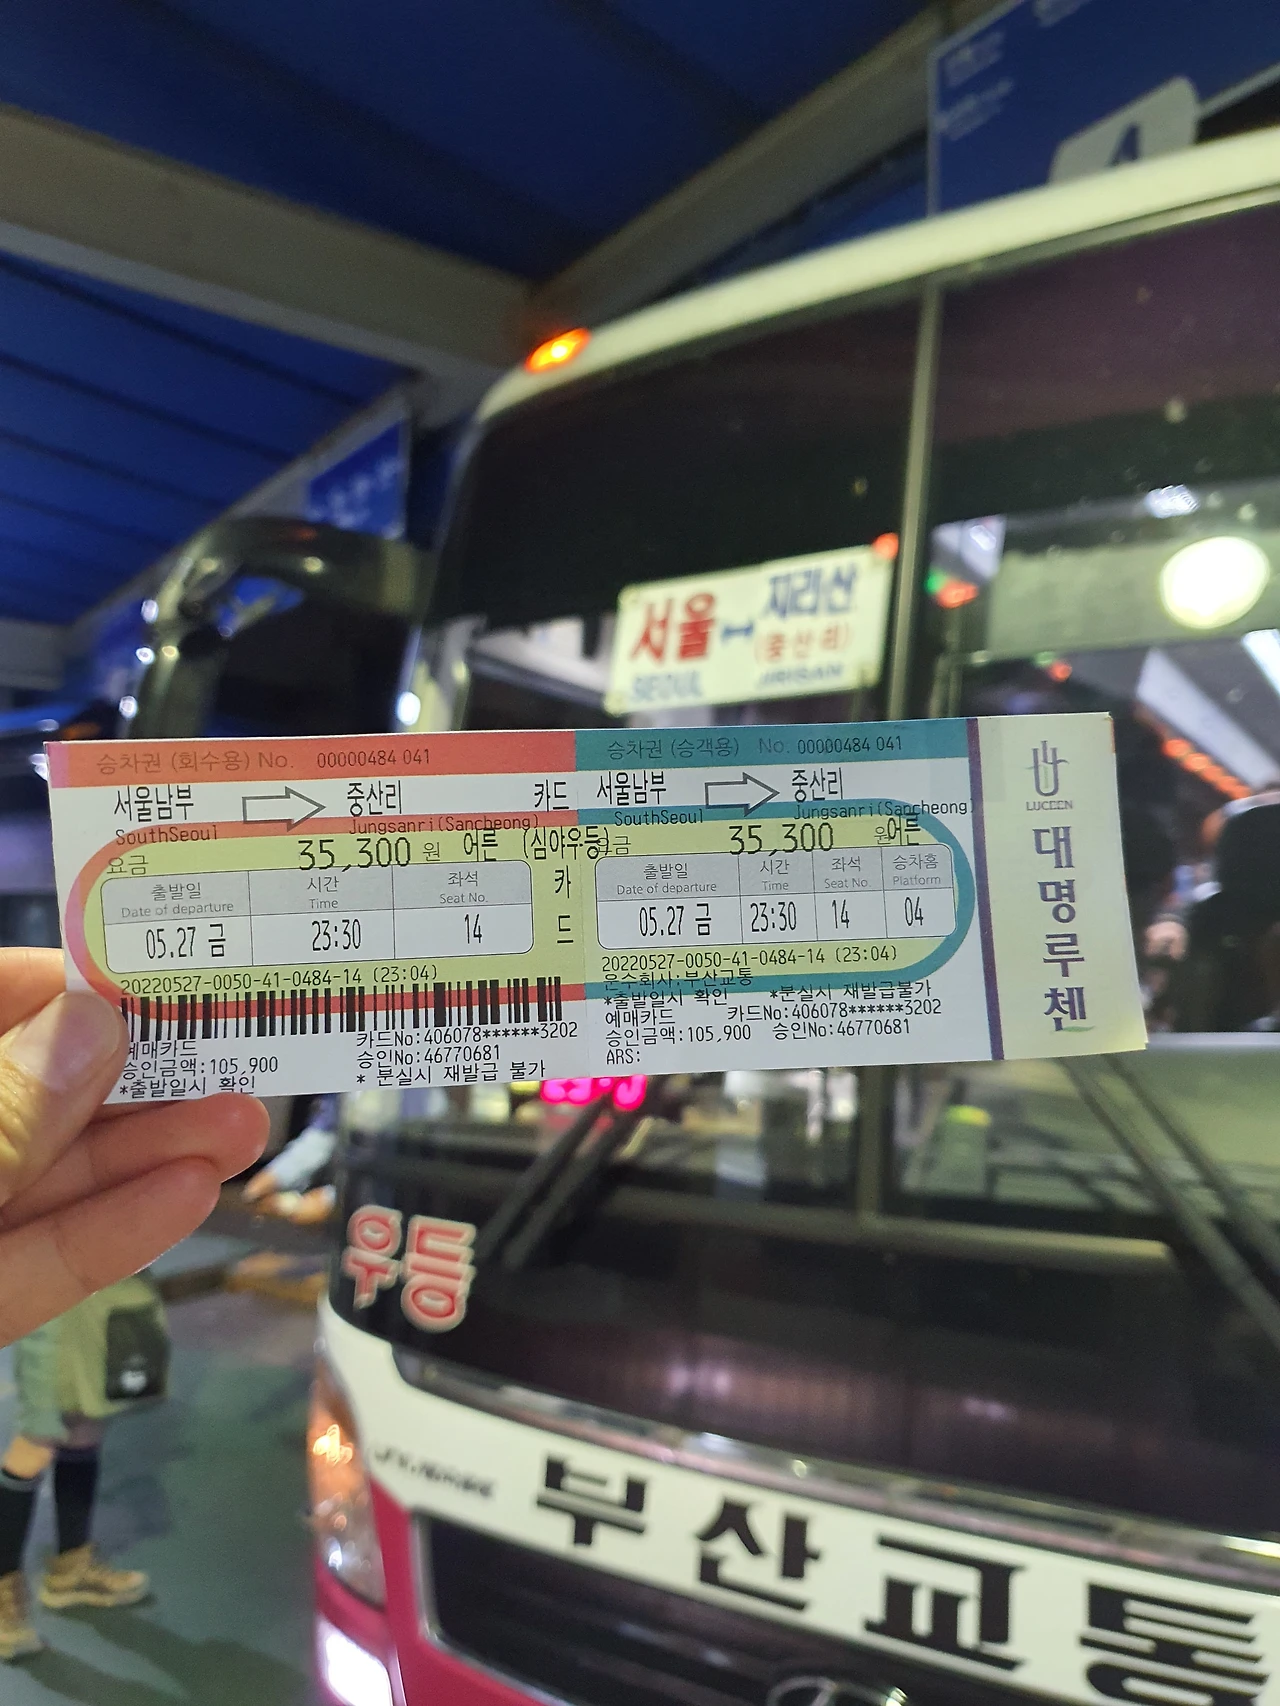 4
서울
지리산
(중산리)
SEOUL
JIRISAN
승차권 (회수용) No. 00000484 041
서울남부
중산리
카드
SouthSeoul
Jungsanri(Sancheong)
요금
35,300 원 어른 (심야우등)
출발일
시간
좌석
Date of departure
Time
Seat No.
05.27 금
23:30
14
카
드
20220527-0050-41-0484-14 (23:04)
예매카드
카드No:406078******3202
승인금액:105,900
승인No:46770681
*출발일시 확인
* 분실시 재발급 불가
승차권 (승객용) No. 00000484 041
서울남부
중산리
SouthSeoul
Jungsanri(Sancheong)
요금
35,300 원
어른
출발일
시간
좌석
승차홈
Date of departure
Time
Seat No.
Platform
05.27 금
23:30
14
04
20220527-0050-41-0484-14 (23:04)
운수회사:부산교통
*출발일시 확인 *분실시 재발급불가
예매카드 카드No:406078******3202
승인금액:105,900 승인No:46770681
ARS:
LUCEEN
대명루첸
우등
부산교통